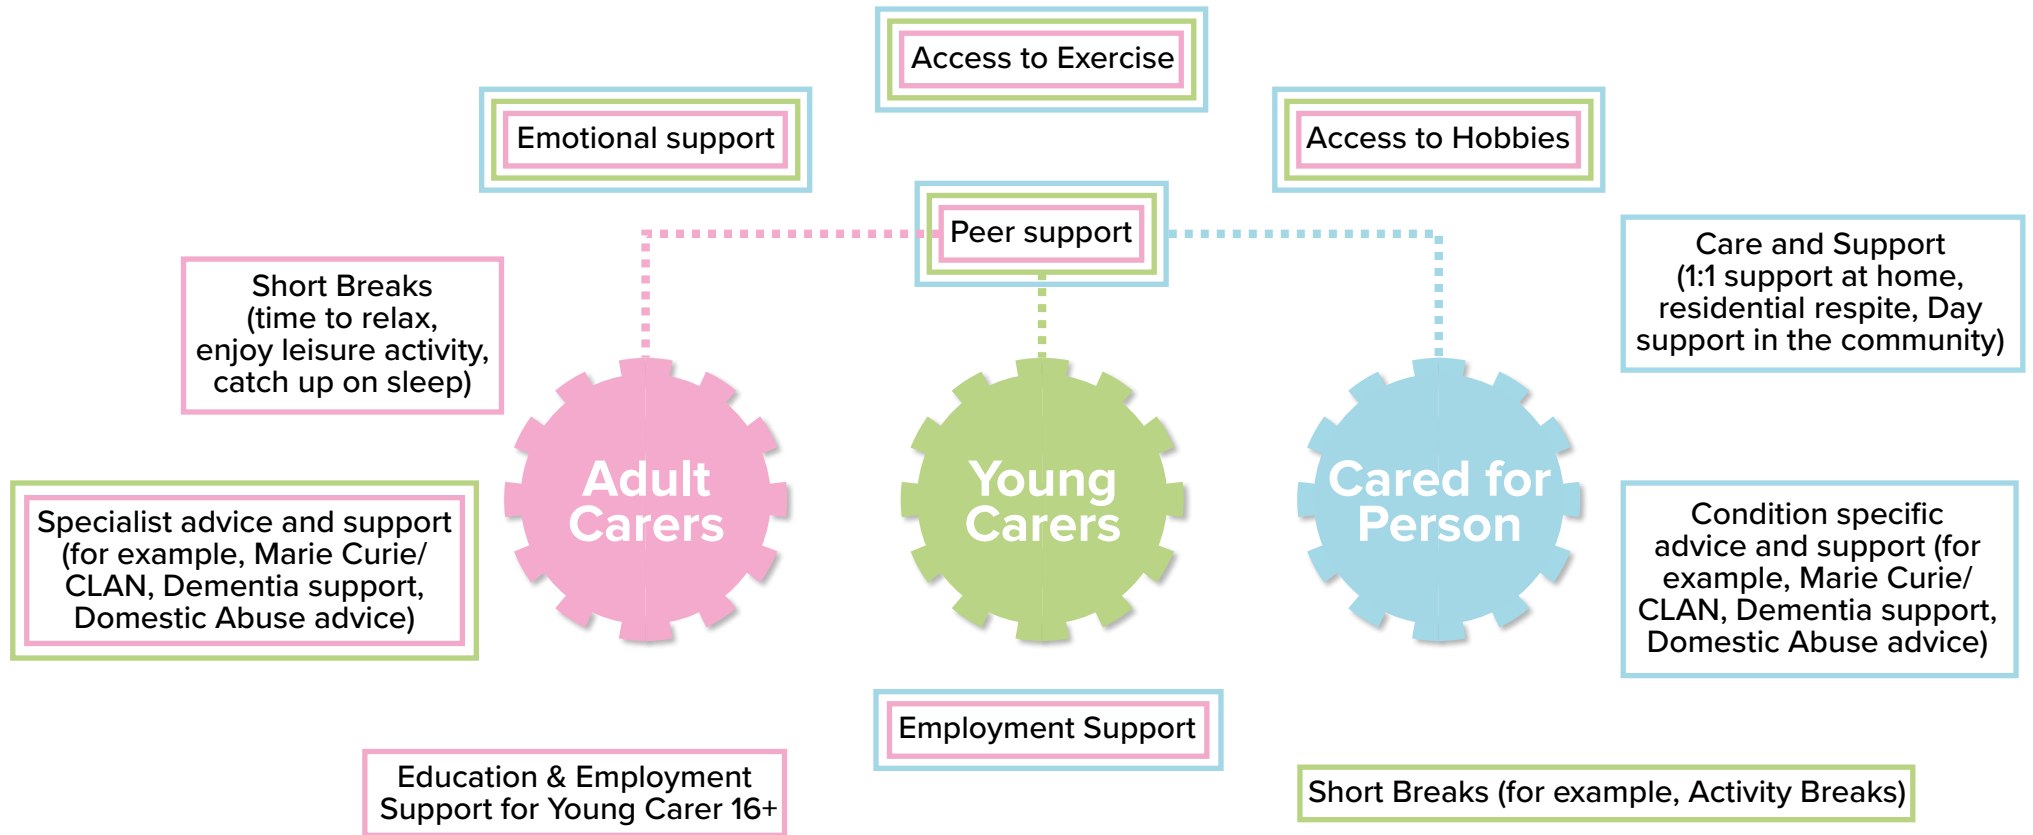 Access to Exercise
Emotional support
Access to Hobbies
Peer support
Short Breaks
(time to relax,
enjoy leisure activity,
catch up on sleep)
Care and Support
(1:1 support at home,
residential respite, Day
support in the community)
Adult
Carers
Young
Carers
Cared for
Person
Specialist advice and support
(for example, Marie Curie/
CLAN, Dementia support,
Domestic Abuse advice)
Condition specific
advice and support (for
example, Marie Curie/
CLAN, Dementia support,
Domestic Abuse advice)
Employment Support
Education & Employment
Support for Young Carer 16+
Short Breaks (for example, Activity Breaks)